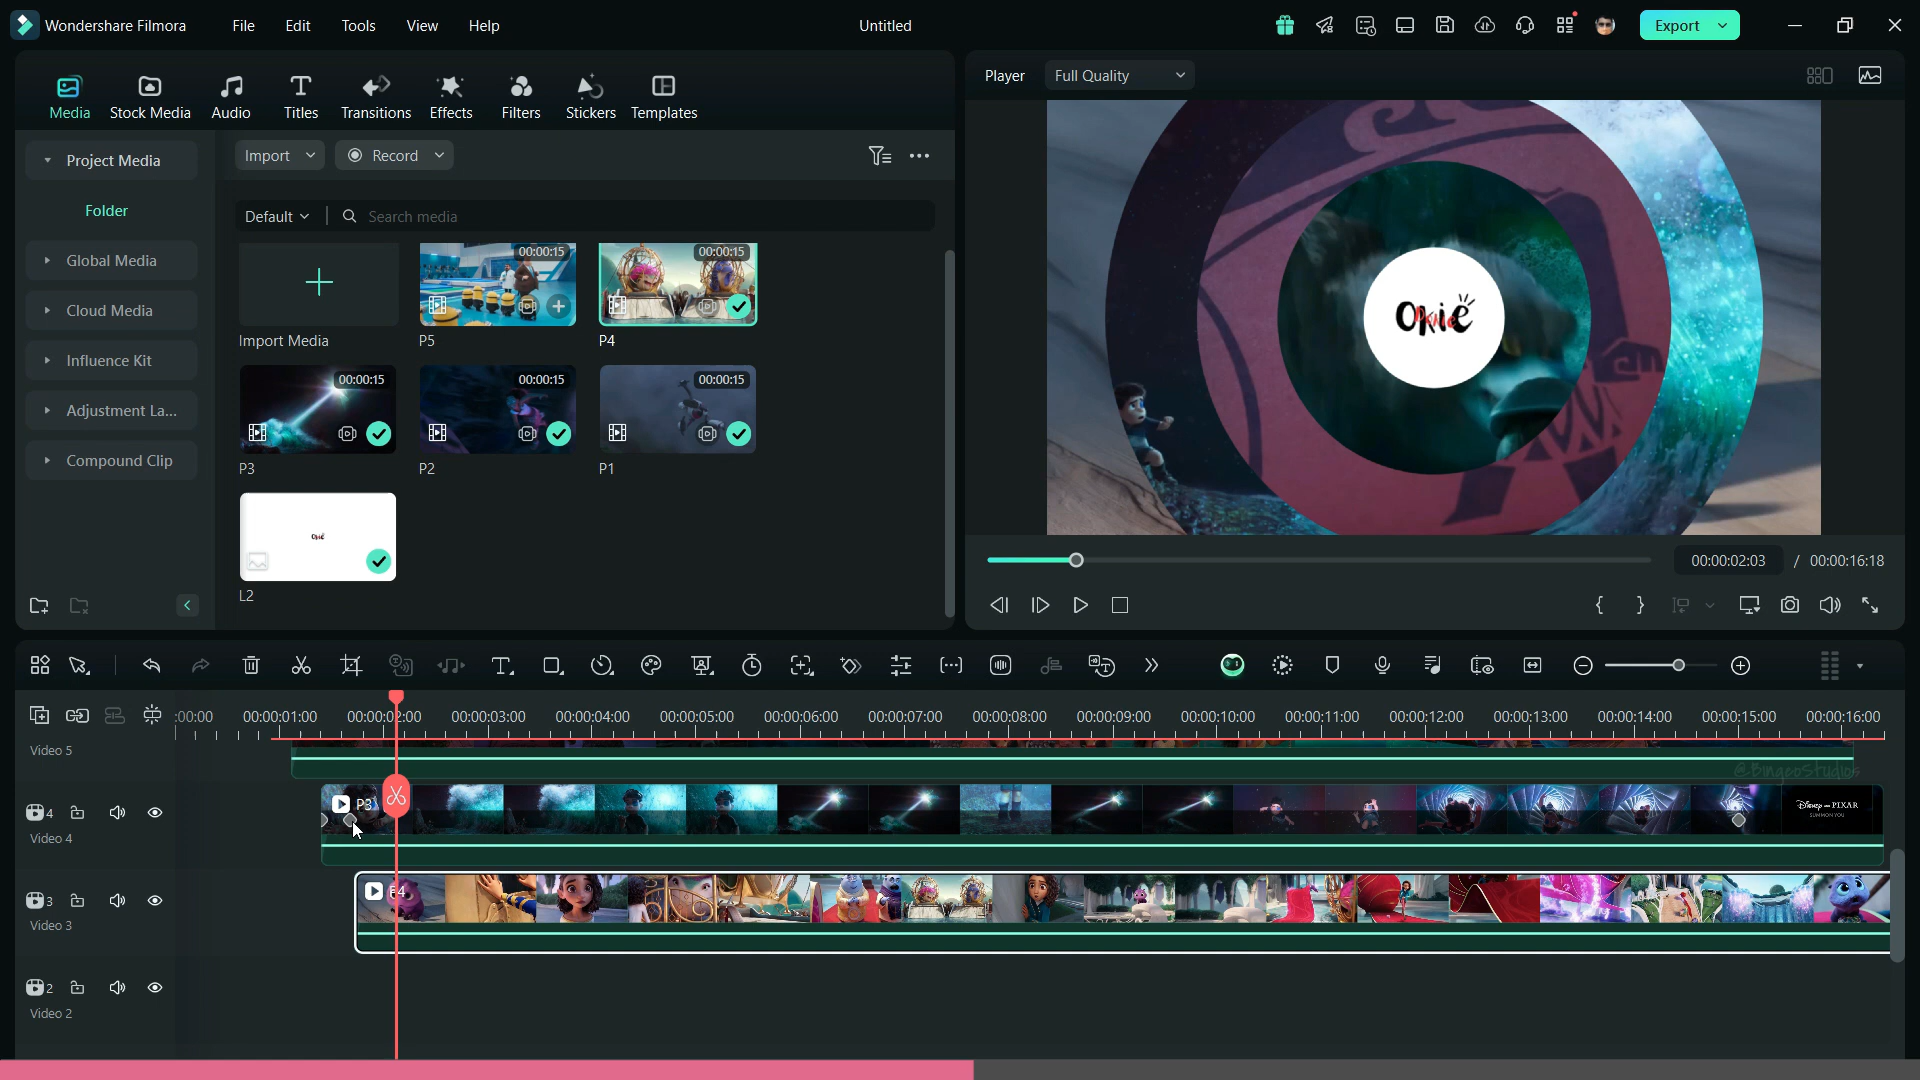 Wondershare Filmora
File
Edit
Tools
View
Help
Untitled
Export
Media
Stock Media
Audio
Titles
Transitions
Effects
Filters
Stickers
Templates
Player
Full Quality
Project Media
Import
Record
Folder
Default
Search media
Global Media
Cloud Media
Influence Kit
Adjustment La...
Compound Clip
00:00:15
00:00:15
Import Media
P5
P4
00:00:15
00:00:15
00:00:15
P3
P2
P1
L2
00:00:02:03 / 00:00:16:18
:00:00
00:00:01:00
00:00:02:00
00:00:03:00
00:00:04:00
00:00:05:00
00:00:06:00
00:00:07:00
00:00:08:00
00:00:09:00
00:00:10:00
00:00:11:00
00:00:12:00
00:00:13:00
00:00:14:00
00:00:15:00
00:00:16:00
Video 5
@BingooStudios
P3
4
Video 4
Disney and PIXAR
SUMMON YOU
3
Video 3
2
Video 2